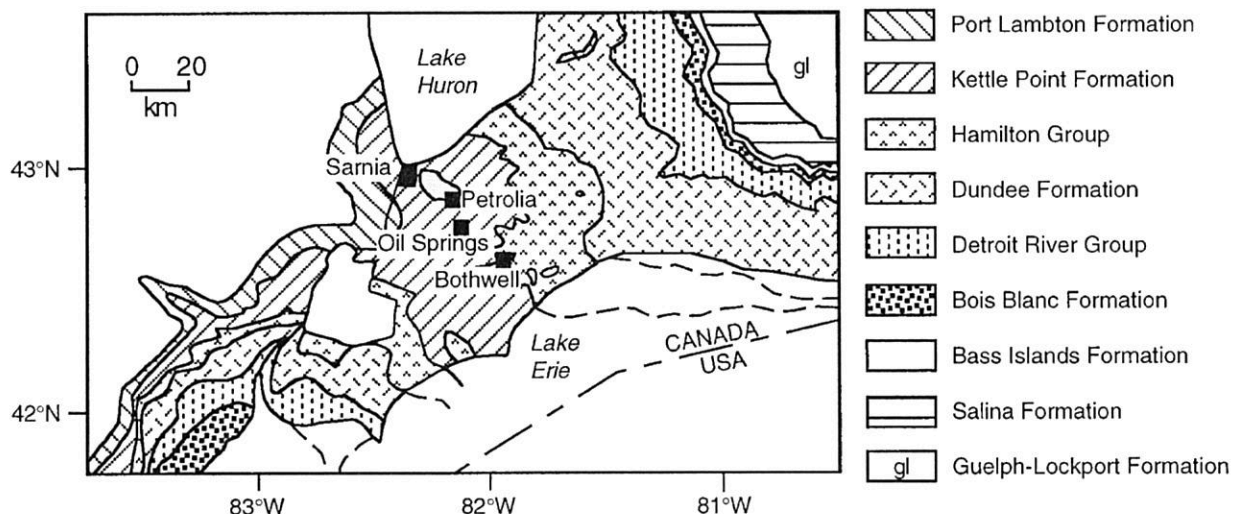 0 20
km
Lake
Huron
gl
43°N
Sarnia
Petrolia
Oil Springs
Bothwell
Lake
Erie
CANADA
USA
42°N
83°W 82°W 81°W
Port Lambton Formation
Kettle Point Formation
Hamilton Group
Dundee Formation
Detroit River Group
Bois Blanc Formation
Bass Islands Formation
Salina Formation
gl Guelph-Lockport Formation